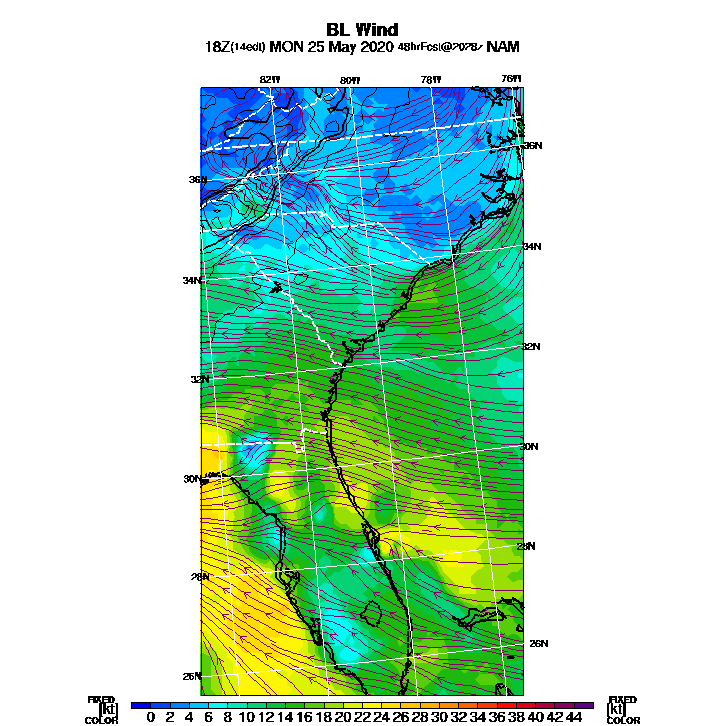 BL Wind
18Z(14edt) MON 25 May 2020 NAM
82W 80W 78W 76W
36N
36N
34N
34N
32N
32N
30N
30N
28N
28N
26N
26N
FIXED FIXED
[kt] 0 2 4 6 8 10 12 14 16 18 20 22 24 26 28 30 32 34 36 38 40 42 44 [kt]
COLOR COLOR